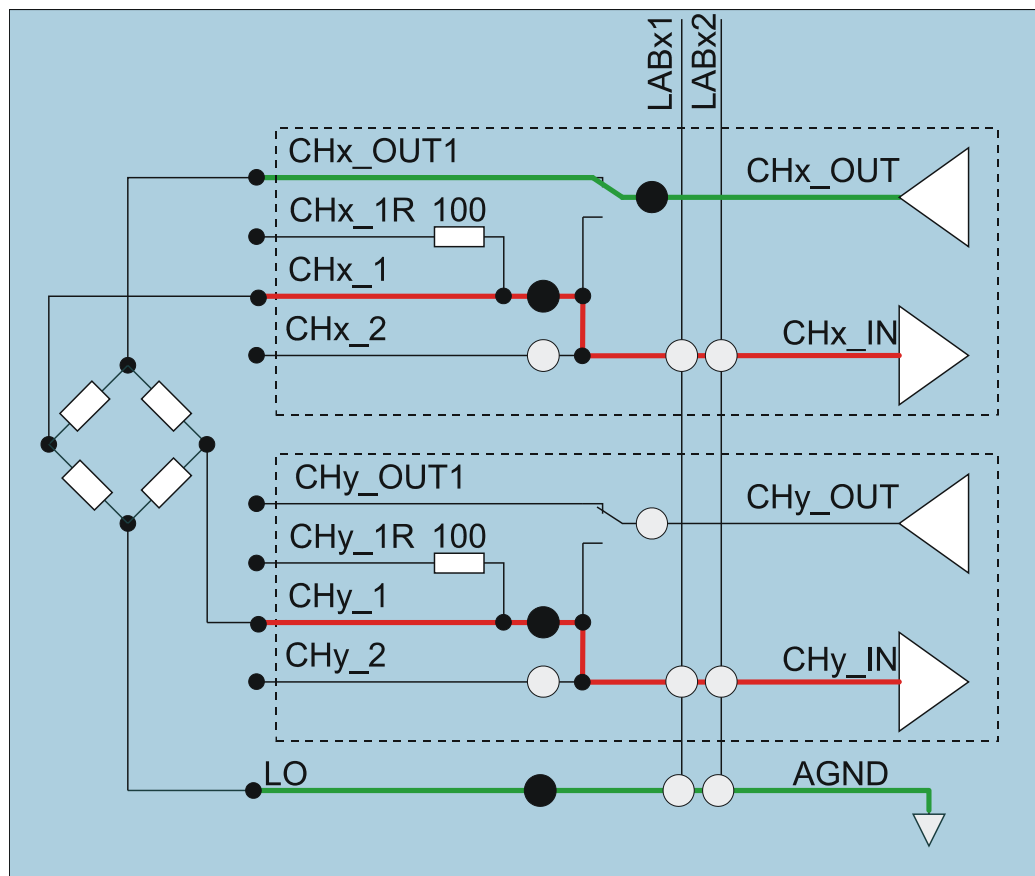 LABx1
LABx2
CHx_OUT1
CHx_OUT
CHx_1R 100
CHx_1
CHx_2
CHx_IN
CHy_OUT1
CHy_OUT
CHy_1R 100
CHy_1
CHy_2
CHy_IN
LO
AGND